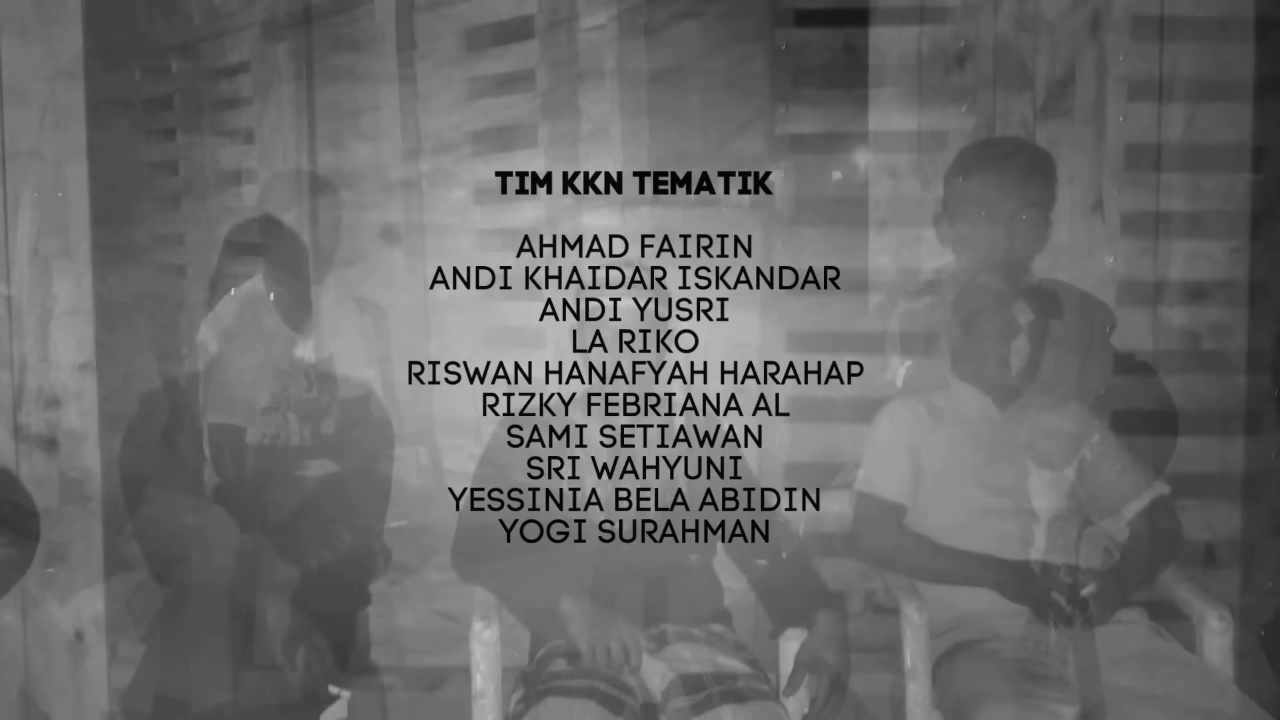 TIM KKN TEMATIK
AHMAD FAIRIN
ANDI KHAIDAR ISKANDAR
ANDI YUSRI
LA RIKO
RISWAN HANAFYAH HARAHAP
RIZKY FEBRIANA AL
SAMI SETIAWAN
SRI WAHYUNI
YESSINIA BELA ABIDIN
YOGI SURAHMAN